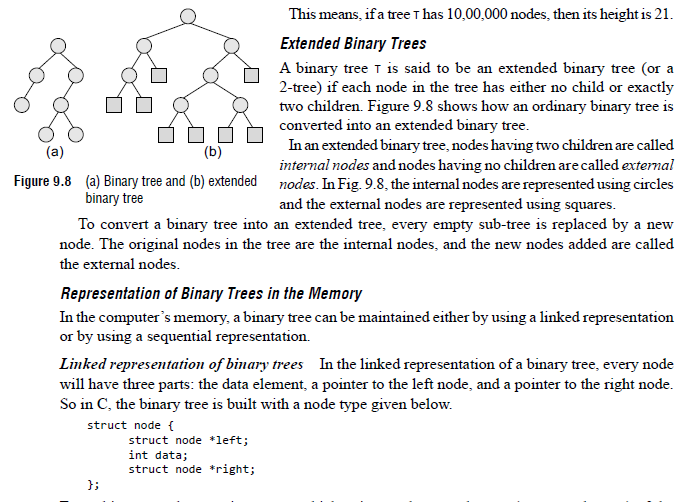 This means, if a tree T has 10,00,000 nodes, then its height is 21.
Extended Binary Trees
A binary tree T is said to be an extended binary tree (or a
2-tree) if each node in the tree has either no child or exactly
two children. Figure 9.8 shows how an ordinary binary tree is
converted into an extended binary tree.
In an extended binary tree, nodes having two children are called
internal nodes and nodes having no children are called external
nodes. In Fig. 9.8, the internal nodes are represented using circles
and the external nodes are represented using squares.
(a)
(b)
Figure 9.8 (a) Binary tree and (b) extended
binary tree
To convert a binary tree into an extended tree, every empty sub-tree is replaced by a new
node. The original nodes in the tree are the internal nodes, and the new nodes added are called
the external nodes.
Representation of Binary Trees in the Memory
In the computer's memory, a binary tree can be maintained either by using a linked representation
or by using a sequential representation.
Linked representation of binary trees In the linked representation of a binary tree, every node
will have three parts: the data element, a pointer to the left node, and a pointer to the right node.
So in C, the binary tree is built with a node type given below.
struct node {
struct node *left;
int data;
struct node *right;
};